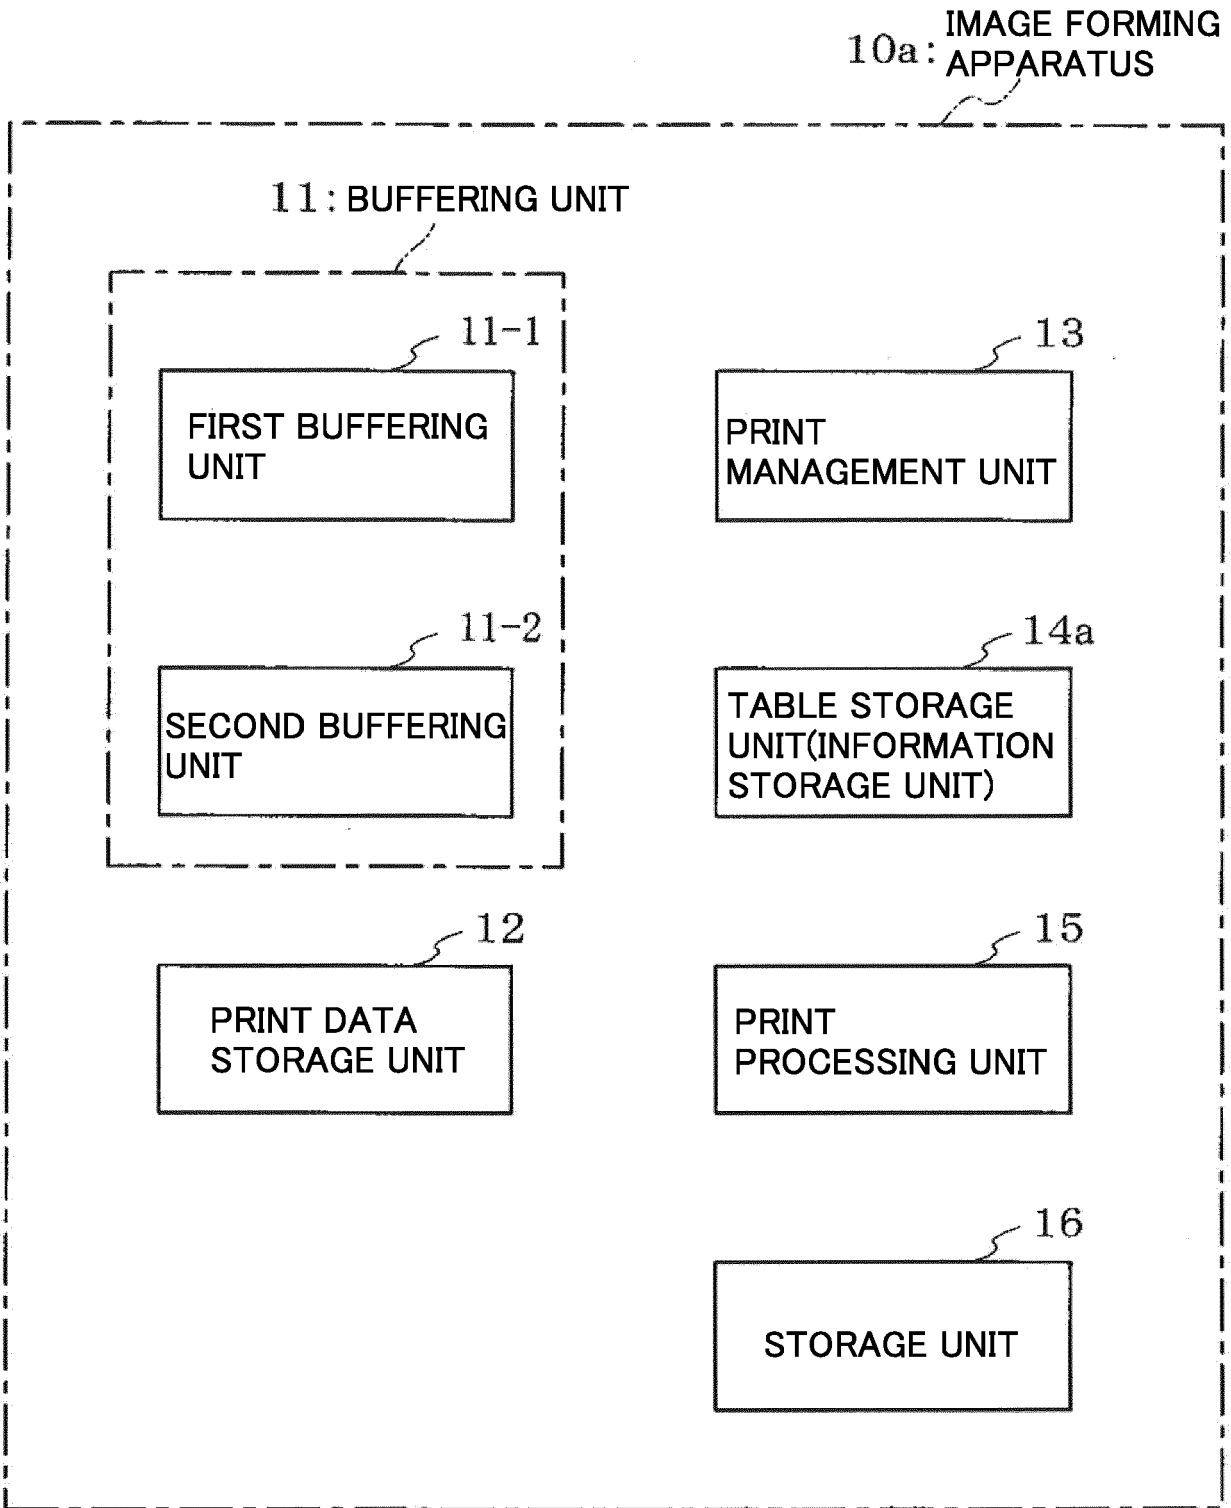 IMAGE FORMING
10a: APPARATUS
11: BUFFERING UNIT
11-1
FIRST BUFFERING
UNIT
11-2
SECOND BUFFERING
UNIT
12
PRINT DATA
STORAGE UNIT
13
PRINT
MANAGEMENT UNIT
14a
TABLE STORAGE
UNIT(INFORMATION
STORAGE UNIT)
15
PRINT
PROCESSING UNIT
16
STORAGE UNIT